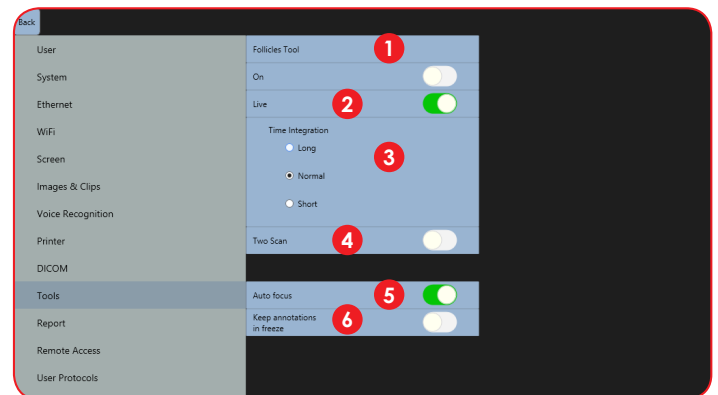 Back
User
System
Ethernet
WiFi
Screen
Images & Clips
Voice Recognition
Printer
DICOM
Tools
Report
Remote Access
User Protocols
Follicles Tool 1
On
Live 2
Time Integration
Long
3
Normal
Short
Two Scan 4
Auto focus 5
Keep annotations
in freeze 6